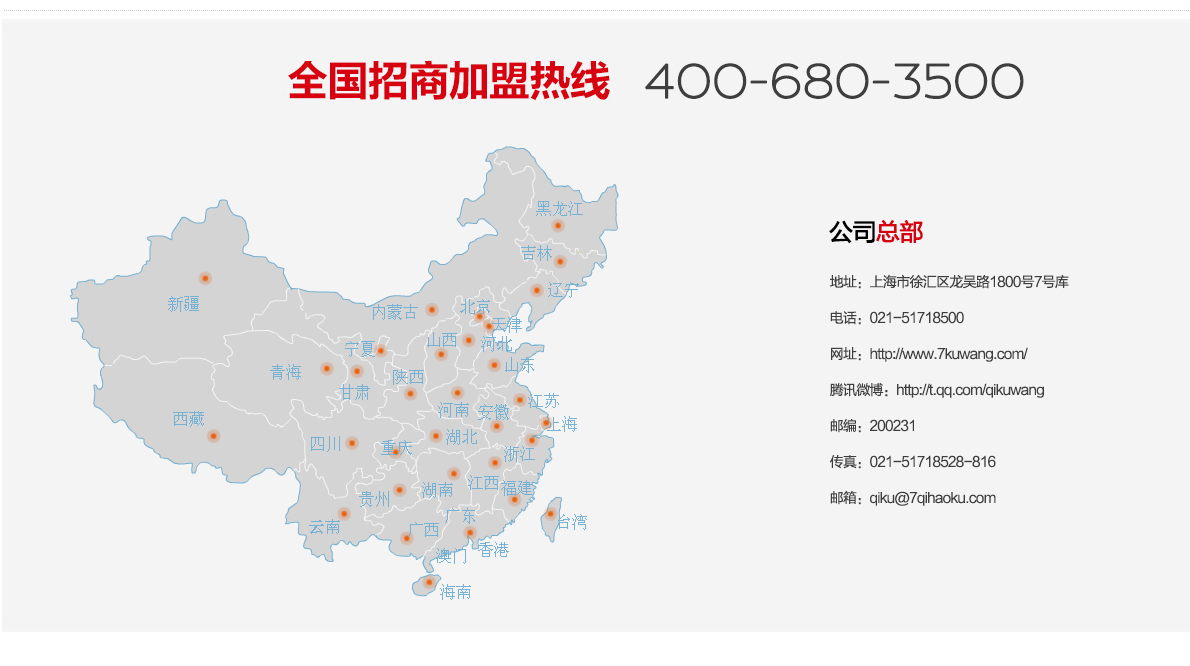 全国招商加盟热线 400-680-3500
黑龙江
吉林
辽宁
新疆
内蒙古
北京
天津
宁夏
山西
河北
青海
甘肃
陕西
山东
西藏
河南
安徽
江苏
上海
四川
重庆
湖北
浙江
贵州
湖南
江西
福建
云南
广西
广东
台湾
澳门
香港
海南
公司总部
地址：上海市徐汇区龙吴路1800号7号库
电话：021-51718500
网址：http://www.7kuwang.com/
腾讯微博：http://t.qq.com/qikuwang
邮编：200231
传真：021-51718528-816
邮箱：qiku@7qihaoku.com